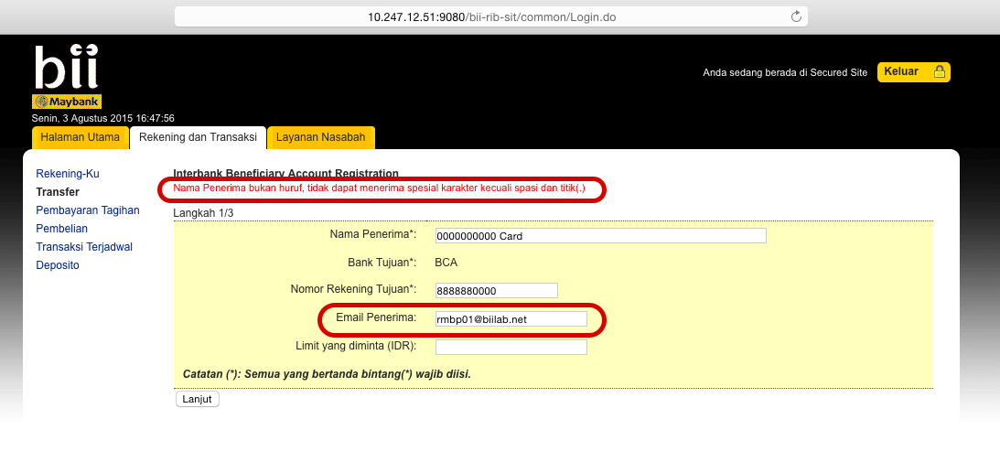 10.247.12.51:9080/bii-rib-sit/common/Login.do
bii
Maybank
Anda sedang berada di Secured Site
Keluar
Senin, 3 Agustus 2015 16:47:56
Halaman Utama
Rekening dan Transaksi
Layanan Nasabah
Rekening-Ku
Transfer
Pembayaran Tagihan
Pembelian
Transaksi Terjadwal
Deposito
Interbank Beneficiary Account Registration
Nama Penerima bukan huruf, tidak dapat menerima spesial karakter kecuali spasi dan titik(.)
Langkah 1/3
Nama Penerima*: 0000000000 Card
Bank Tujuan*: BCA
Nomor Rekening Tujuan*: 8888880000
Email Penerima: rmbp01@biilab.net
Limit yang diminta (IDR):
Catatan (*): Semua yang bertanda bintang(*) wajib diisi.
Lanjut